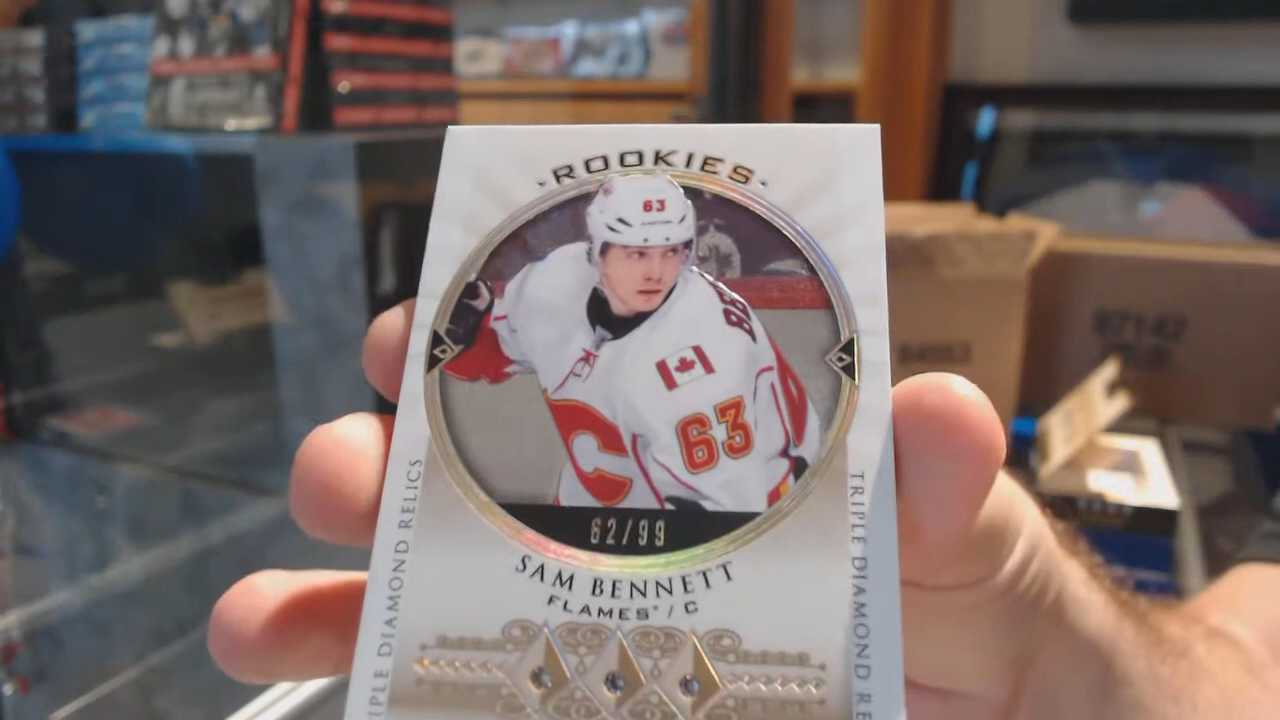 ROOKIES
63
63
62/99
SAM BENNETT
FLAMES / C
TRIPLE DIAMOND RELICS
TRIPLE DIAMOND RE